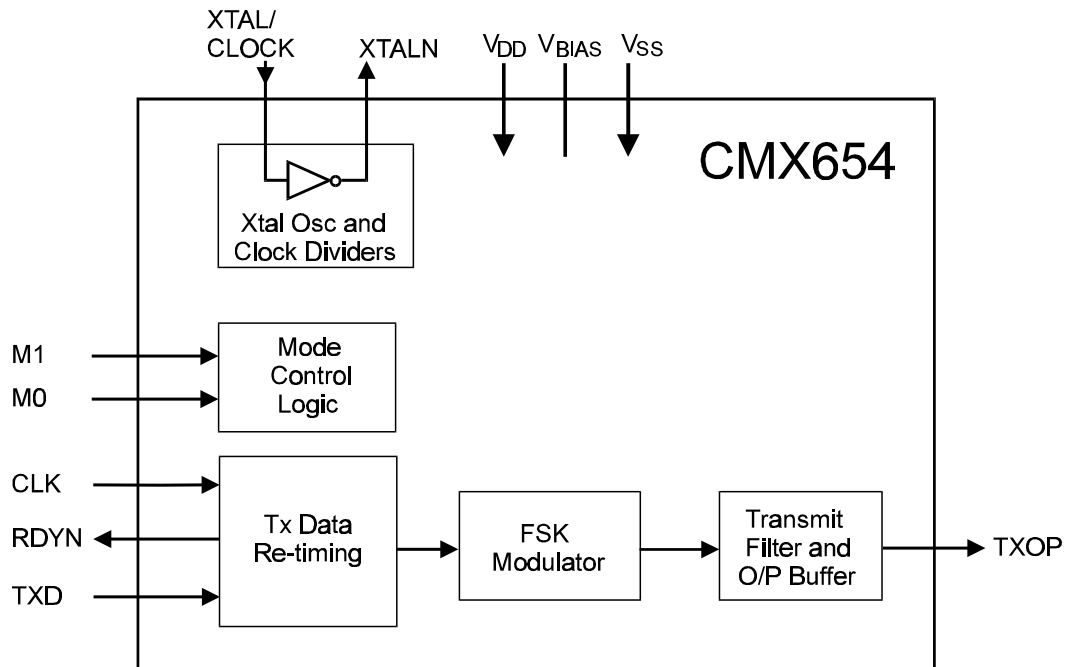 XTAL/
CLOCK
XTALN
VDD
VBIAS
VSS
CMX654
Xtal Osc and
Clock Dividers
M1
M0
Mode
Control
Logic
CLK
RDYN
TXD
Tx Data
Re-timing
FSK
Modulator
Transmit
Filter and
O/P Buffer
TXOP